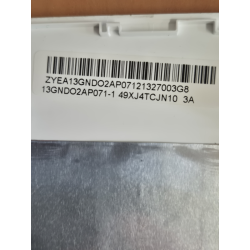 ZYEA13GNDO2AP07121327003G8
13GNDO2AP071-1 49XJ4TCJN10 3A